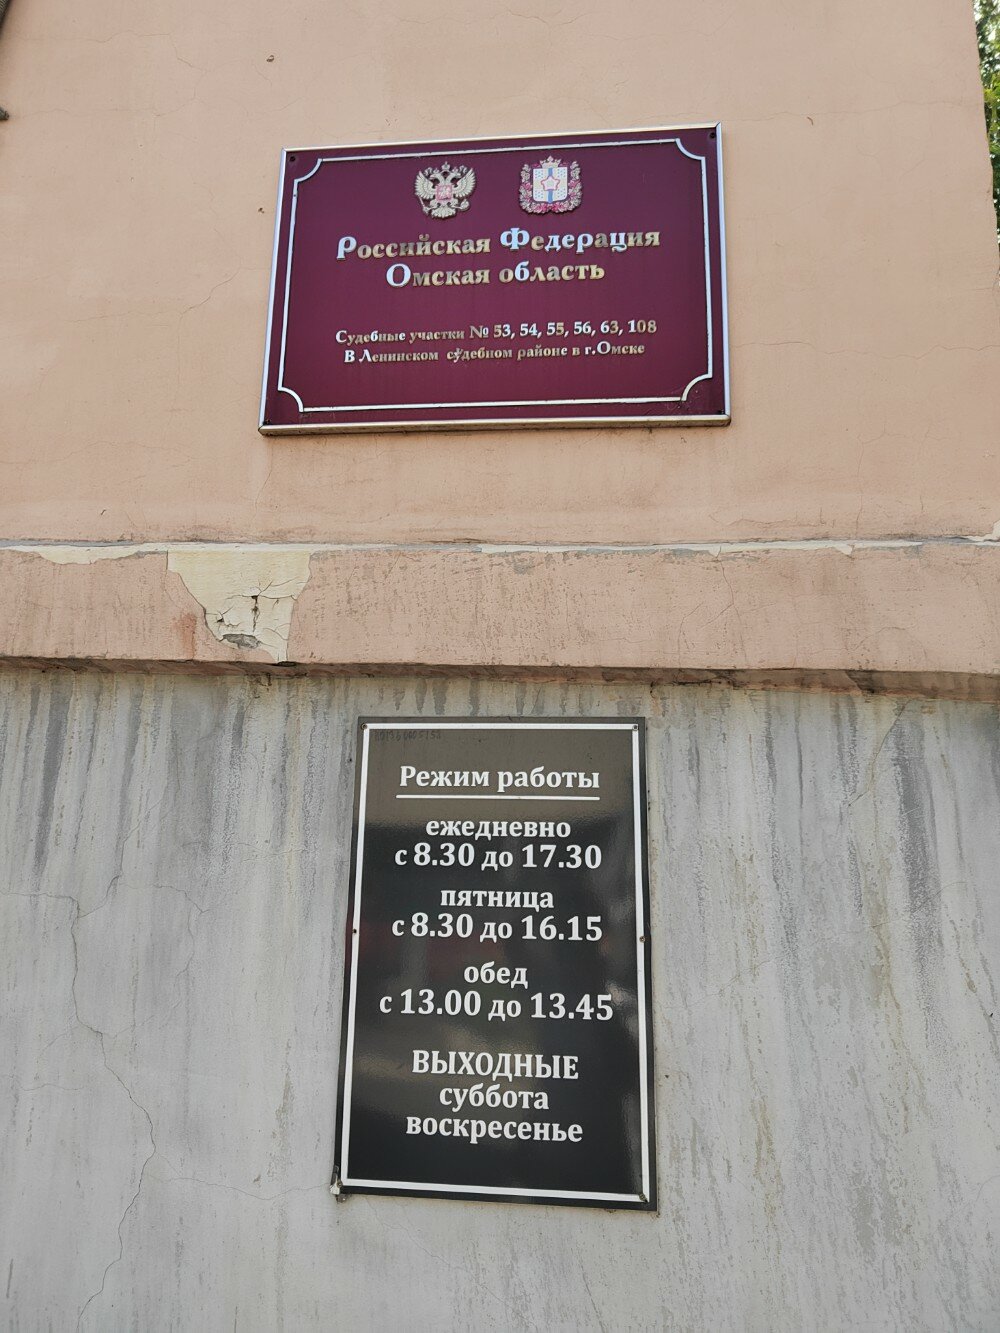 Российская Федерация
Омская область
Судебные участки № 53, 54, 55, 56, 63, 108
В Ленинском судебном районе в г.Омске
Режим работы
ежедневно
с 8.30 до 17.30
пятница
с 8.30 до 16.15
обед
с 13.00 до 13.45
ВЫХОДНЫЕ
суббота
воскресенье